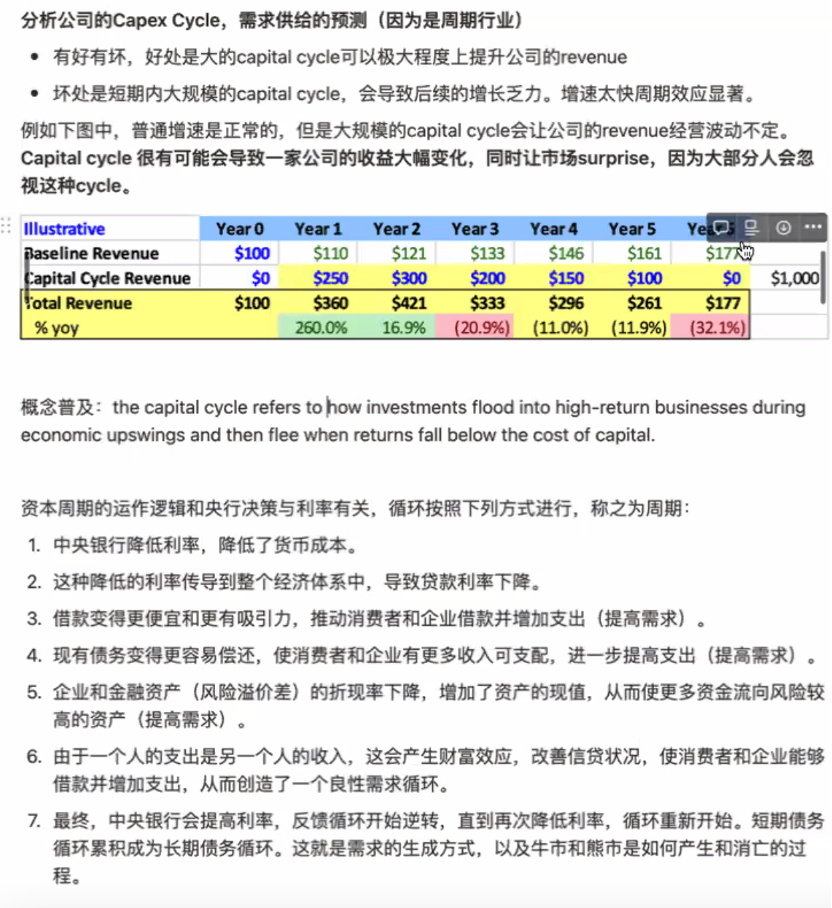 分析公司的Capex Cycle，需求供给的预测（因为是周期行业）
• 有好有坏，好处是大的capital cycle可以极大程度上提升公司的revenue
• 坏处是短期内大规模的capital cycle，会导致后续的增长乏力。增速太快周期效应显著。
例如下图中，普通增速是正常的，但是大规模的capital cycle会让公司的revenue经营波动不定。
Capital cycle 很有可能会导致一家公司的收益大幅变化，同时让市场surprise，因为大部分人会忽
视这种cycle。
Illustrative Year 0 Year 1 Year 2 Year 3 Year 4 Year 5
Baseline Revenue $100 $110 $121 $133 $146 $161 $177
Capital Cycle Revenue $0 $250 $300 $200 $150 $100 $0 $1,000
Total Revenue $100 $360 $421 $333 $296 $261 $177
% yoy 260.0% 16.9% (20.9%) (11.0%) (11.9%) (32.1%)
概念普及：the capital cycle refers to how investments flood into high-return businesses during
economic upswings and then flee when returns fall below the cost of capital.
资本周期的运作逻辑和央行决策与利率有关，循环按照下列方式进行，称之为周期：
1. 中央银行降低利率，降低了货币成本。
2. 这种降低的利率传导到整个经济体系中，导致贷款利率下降。
3. 借款变得更便宜和更有吸引力，推动消费者和企业借款并增加支出（提高需求）。
4. 现有债务变得更容易偿还，使消费者和企业有更多收入可支配，进一步提高支出（提高需求）。
5. 企业和金融资产（风险溢价差）的折现率下降，增加了资产的现值，从而使更多资金流向风险较
高的资产（提高需求）。
6. 由于一个人的支出是另一个人的收入，这会产生财富效应，改善信贷状况，使消费者和企业能够
借款并增加支出，从而创造了一个良性需求循环。
7. 最终，中央银行会提高利率，反馈循环开始逆转，直到再次降低利率，循环重新开始。短期债务
循环累积成为长期债务循环。这就是需求的生成方式，以及牛市和熊市是如何产生和消亡的过
程。